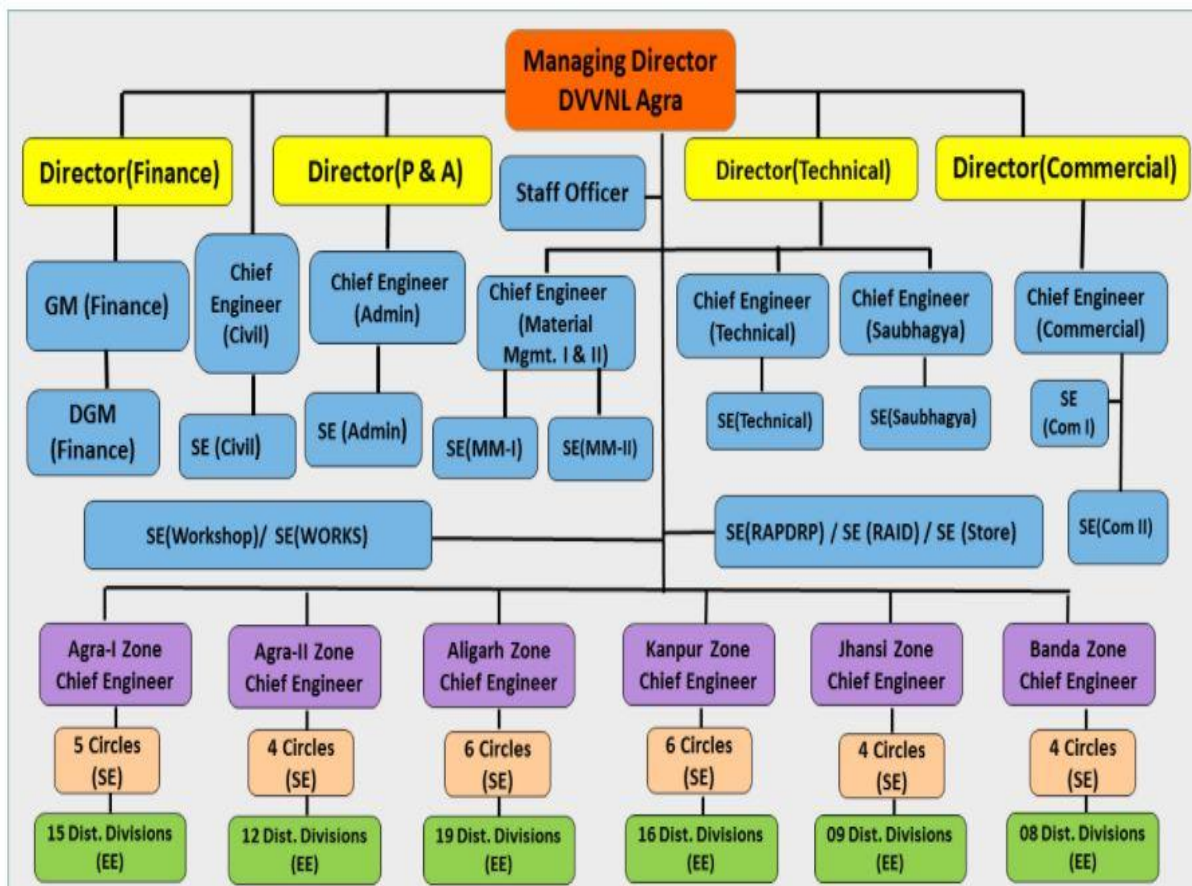 Managing Director
DVVNL Agra
Director(Finance)
Director(P & A)
Staff Officer
Director(Technical)
Director(Commercial)
GM (Finance)
Chief
Engineer
(Civil)
Chief Engineer
(Admin)
Chief Engineer
(Material
Mgmt. I & II)
Chief Engineer
(Technical)
Chief Engineer
(Saubhagya)
Chief Engineer
(Commercial)
DGM
(Finance)
SE (Civil)
SE (Admin)
SE(MM-I)
SE(MM-II)
SE(Technical)
SE(Saubhagya)
SE
(Com I)
SE(Com II)
SE(Workshop)/ SE(WORKS)
SE(RAPDRP) / SE (RAID) / SE (Store)
Agra-I Zone
Chief Engineer
Agra-II Zone
Chief Engineer
Aligarh Zone
Chief Engineer
Kanpur Zone
Chief Engineer
Jhansi Zone
Chief Engineer
Banda Zone
Chief Engineer
5 Circles
(SE)
4 Circles
(SE)
6 Circles
(SE)
6 Circles
(SE)
4 Circles
(SE)
4 Circles
(SE)
15 Dist. Divisions
(EE)
12 Dist. Divisions
(EE)
19 Dist. Divisions
(EE)
16 Dist. Divisions
(EE)
09 Dist. Divisions
(EE)
08 Dist. Divisions
(EE)